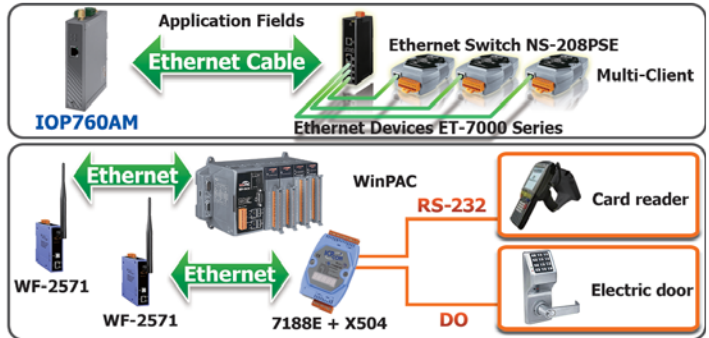 Application Fields
Ethernet Cable
IOP760AM
Ethernet Switch NS-208PSE
Multi-Client
Ethernet Devices ET-7000 Series
Ethernet
WinPAC
RS-232
Card reader
WF-2571
WF-2571
Ethernet
7188E + X504
DO
Electric door